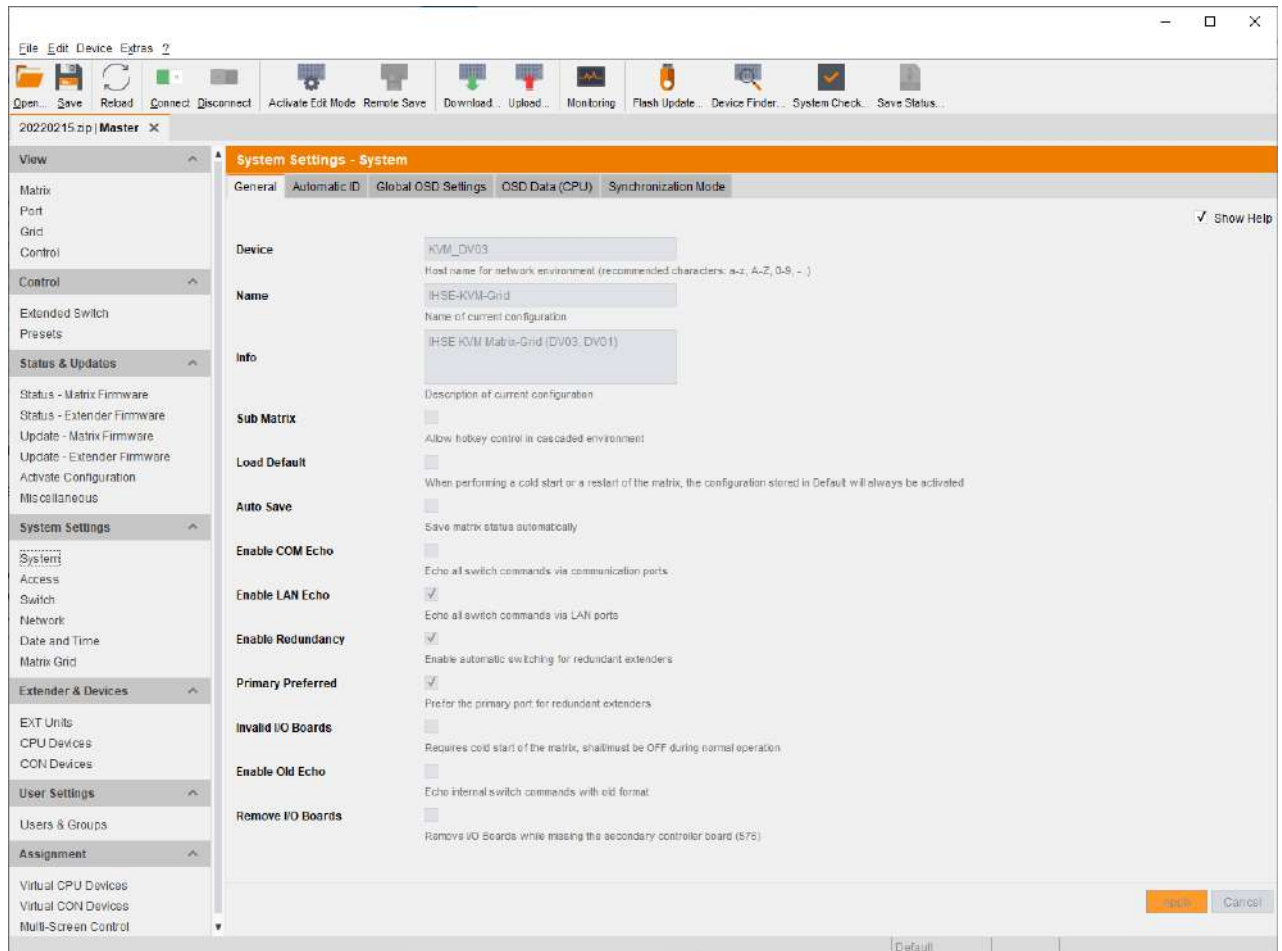 File Edit Device Extras ?
Open... Save Reload Connect Disconnect Activate Edit Mode Remote Save Download... Upload... Monitoring Flash Update... Device Finder... System Check... Save Status...
20220215.zip | Master
View
Matrix
Port
Grid
Control
Control
Extended Switch
Presets
Status & Updates
Status - Matrix Firmware
Status - Extender Firmware
Update - Matrix Firmware
Update - Extender Firmware
Activate Configuration
Miscellaneous
System Settings
System
Access
Switch
Network
Date and Time
Matrix Grid
Extender & Devices
EXT Units
CPU Devices
CON Devices
User Settings
Users & Groups
Assignment
Virtual CPU Devices
Virtual CON Devices
Multi-Screen Control
System Settings - System
General Automatic ID Global OSD Settings OSD Data (CPU) Synchronization Mode
Show Help
Device KVM_DV03
Host name for network environment (recommended characters: a-z, A-Z, 0-9, - )
Name IHSE-KVM-Grid
Name of current configuration
Info IHSE KVM Matrix-Grid (DV03, DV01)
Description of current configuration
Sub Matrix
Allow hotkey control in cascaded environment
Load Default
When performing a cold start or a restart of the matrix, the configuration stored in Default will always be activated
Auto Save
Save matrix status automatically
Enable COM Echo
Echo all switch commands via communication ports
Enable LAN Echo
Echo all switch commands via LAN ports
Enable Redundancy
Enable automatic switching for redundant extenders
Primary Preferred
Prefer the primary port for redundant extenders
Invalid I/O Boards
Requires cold start of the matrix, shall/must be OFF during normal operation
Enable Old Echo
Echo internal switch commands with old format
Remove I/O Boards
Remove I/O Boards while missing the secondary controller board (576)
Apply Cancel
Default